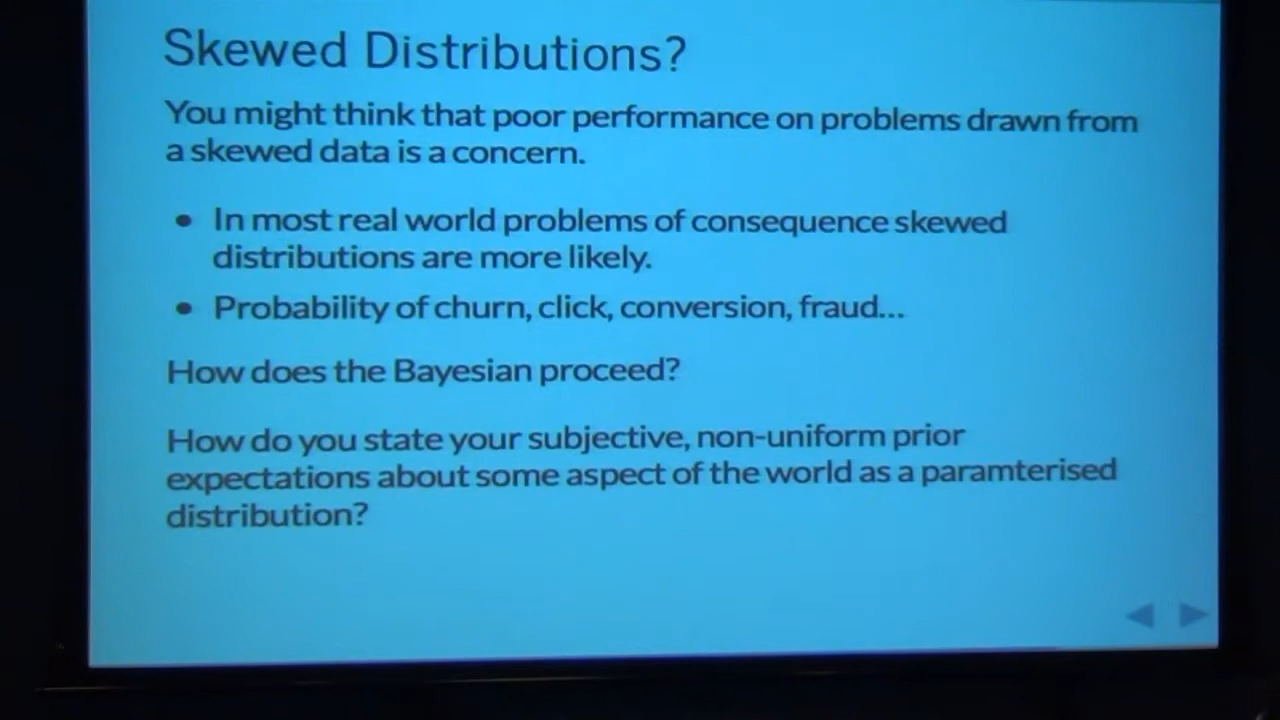 Skewed Distributions?
You might think that poor performance on problems drawn from
a skewed data is a concern.
• In most real world problems of consequence skewed
distributions are more likely.
• Probability of churn, click, conversion, fraud...
How does the Bayesian proceed?
How do you state your subjective, non-uniform prior
expectations about some aspect of the world as a paramterised
distribution?